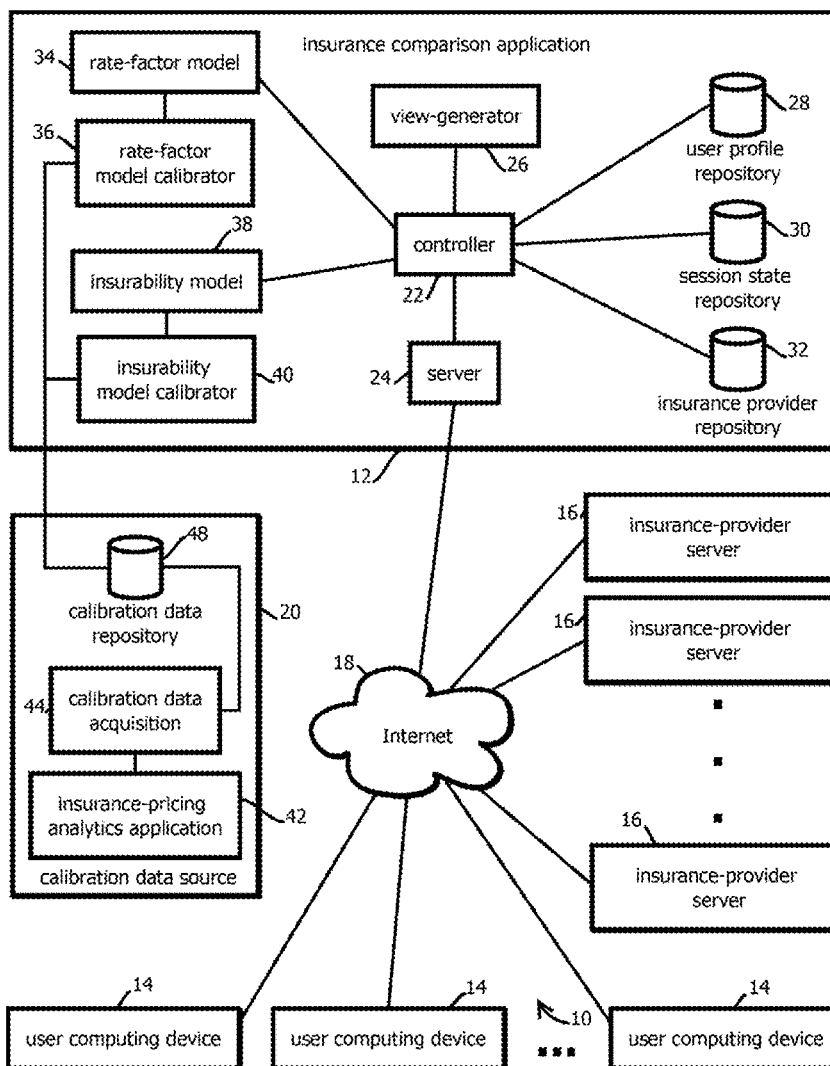 insurance comparison application
34
rate-factor model
36
rate-factor
model calibrator
view-generator
26
28
user profile
repository
38
insurability model
controller
22
30
session state
repository
insurability
model calibrator
40
24
server
32
insurance provider
repository
12
48
calibration data
repository
20
44
calibration data
acquisition
insurance-pricing
analytics application
42
calibration data source
16
insurance-provider
server
16
insurance-provider
server
18
Internet
16
insurance-provider
server
14
user computing device
14
user computing device
10
14
user computing device